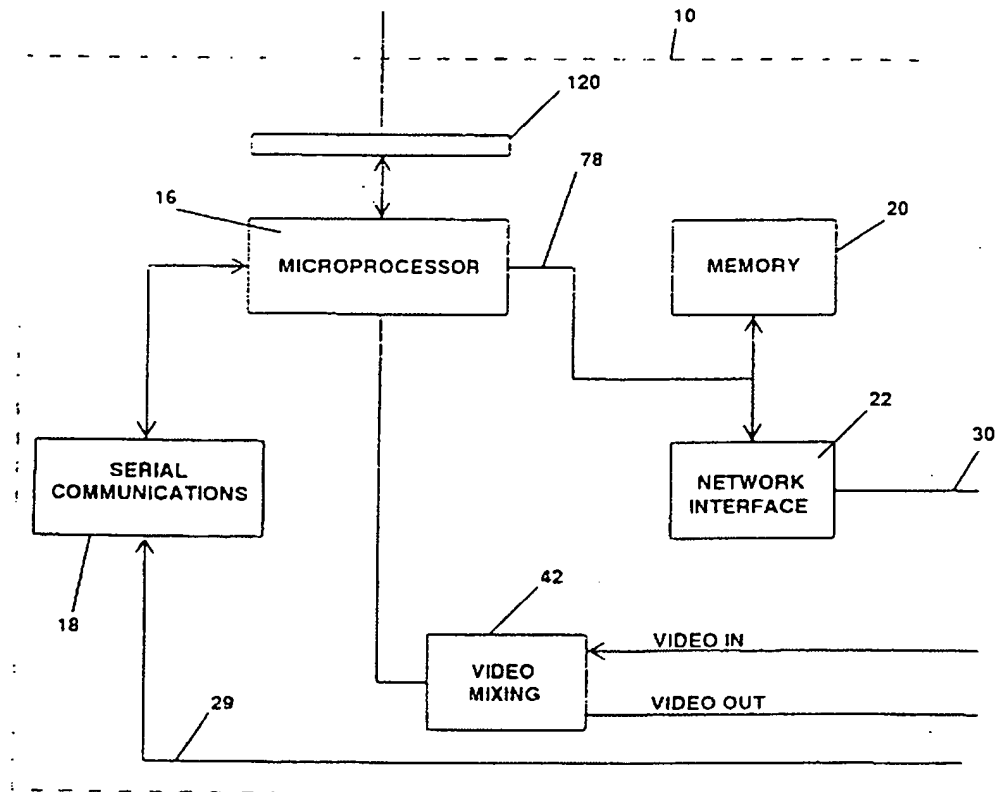 10
120
78
16
20
MICROPROCESSOR
MEMORY
22
30
SERIAL
COMMUNICATIONS
NETWORK
INTERFACE
42
18
VIDEO IN
VIDEO
MIXING
VIDEO OUT
29